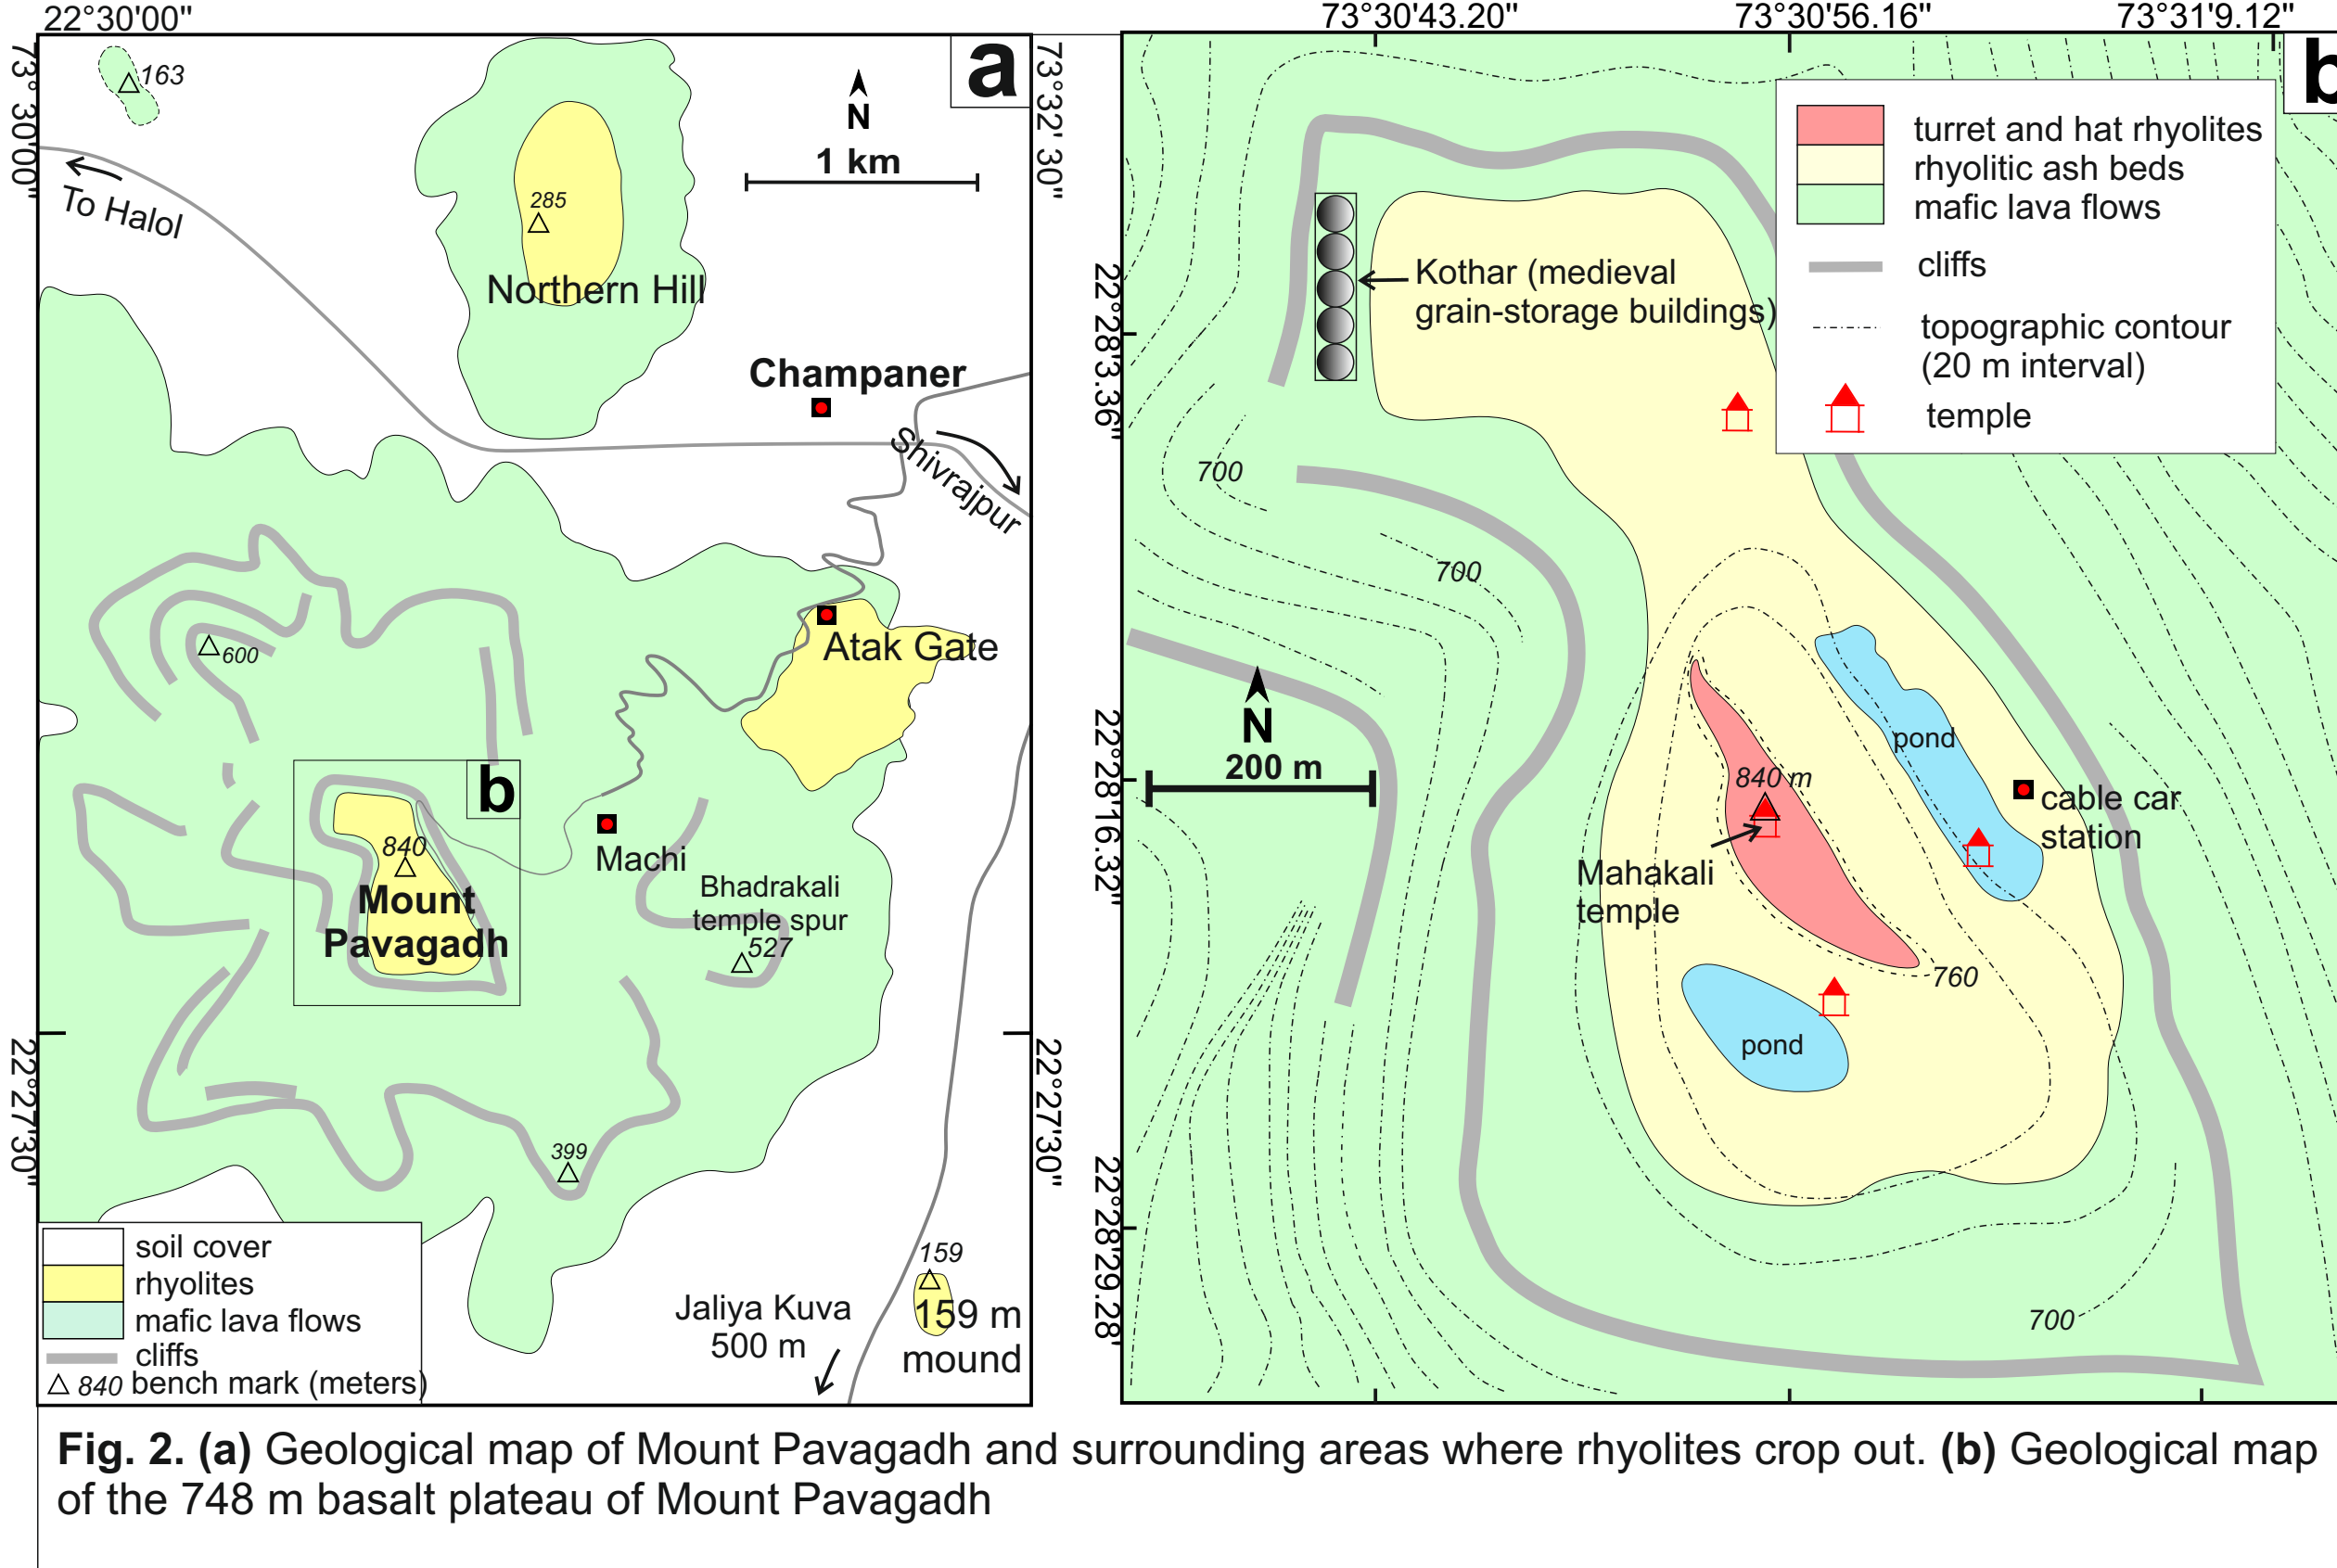 22°30'00"
73° 30'00"
73°32' 30"
163
a
N
1 km
To Halol
285
Northern Hill
Champaner
Shivrajpur
Atak Gate
600
b
840
Mount
Pavagadh
Machi
Bhadrakali
temple spur
527
22°27'30"
22°27'30"
399
soil cover
rhyolites
mafic lava flows
cliffs
840 bench mark (meters)
159
159 m
mound
Jaliya Kuva
500 m
73°30'43.20"
73°30'56.16"
73°31'9.12"
b
turret and hat rhyolites
rhyolitic ash beds
mafic lava flows
cliffs
topographic contour
(20 m interval)
temple
Kothar (medieval
grain-storage buildings)
22°28'3.36"
700
700
N
200 m
22°28'16.32"
pond
840 m
cable car
station
Mahakali
temple
760
pond
22°28'29.28'
700
Fig. 2. (a) Geological map of Mount Pavagadh and surrounding areas where rhyolites crop out. (b) Geological map
of the 748 m basalt plateau of Mount Pavagadh